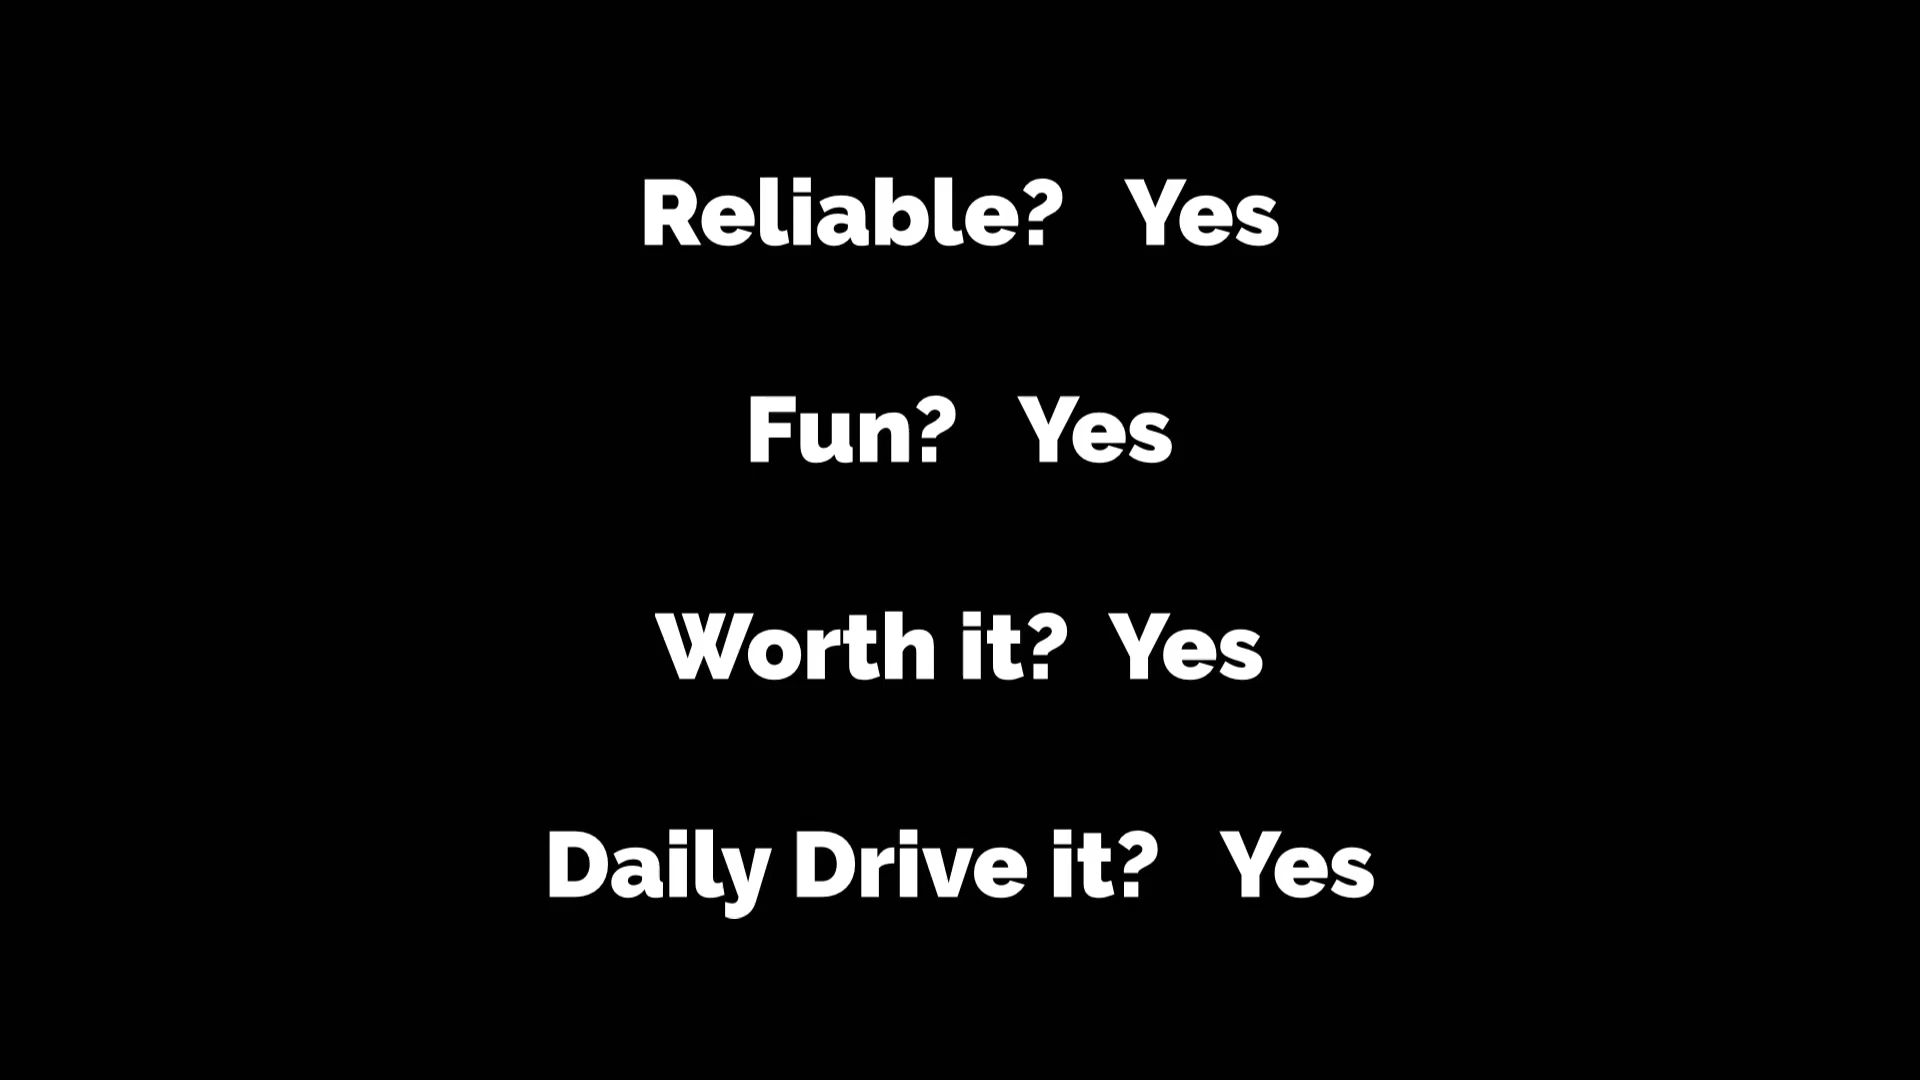 Reliable? Yes
Fun? Yes
Worth it? Yes
Daily Drive it? Yes